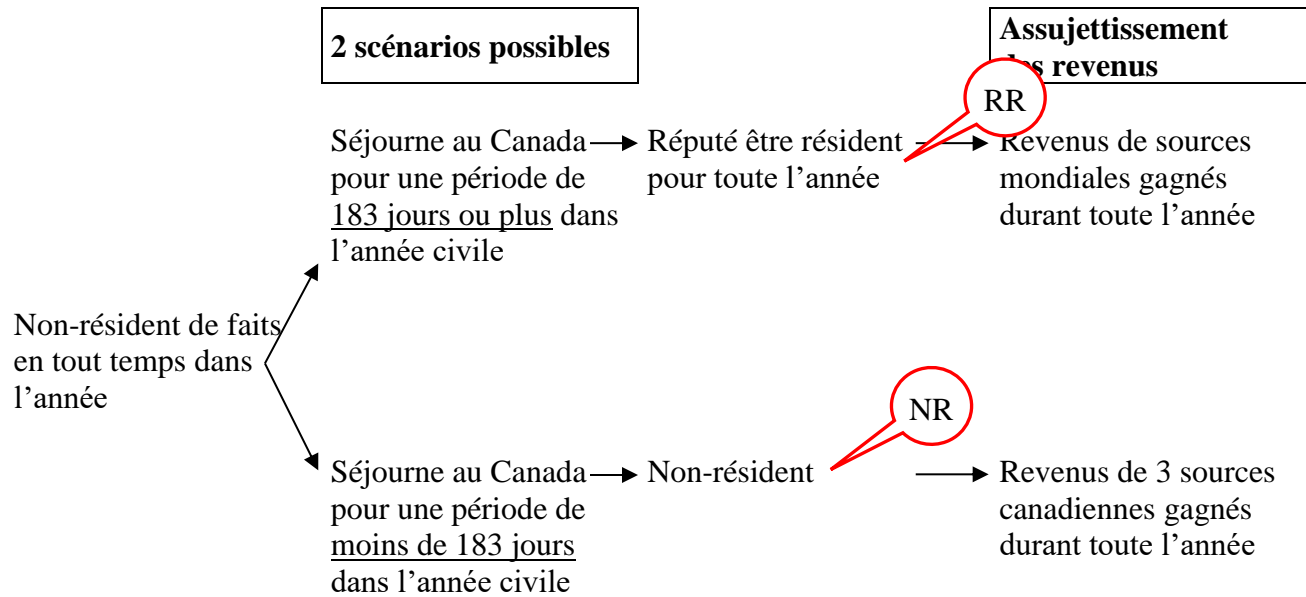 2 scénarios possibles
Assujettissement
des revenus
RR
Séjourne au Canada
pour une période de
183 jours ou plus dans
l'année civile
Réputé être résident
pour toute l'année
Revenus de sources
mondiales gagnés
durant toute l'année
Non-résident de faits
en tout temps dans
l'année
NR
Séjourne au Canada
pour une période de
moins de 183 jours
dans l'année civile
Non-résident
Revenus de 3 sources
canadiennes gagnés
durant toute l'année